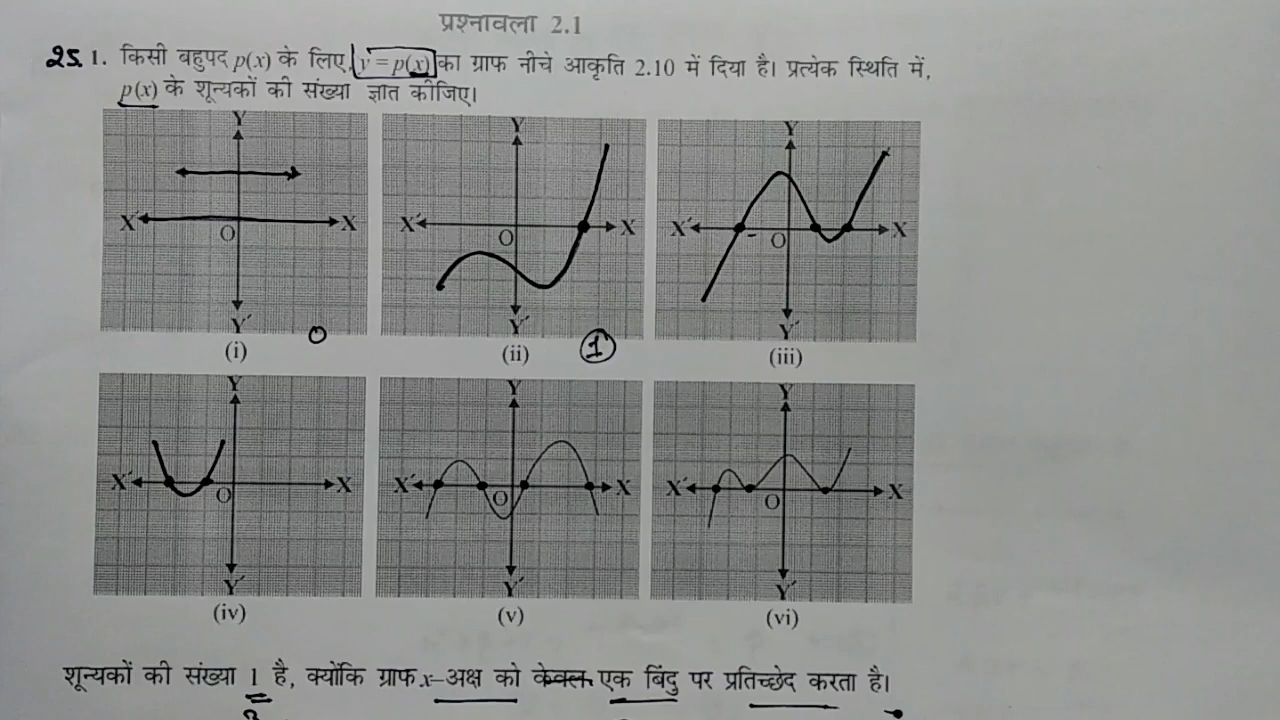 प्रश्नावली 2.1
25. 1. किसी बहुपद p(x) के लिए, y = p(x) का ग्राफ नीचे आकृति 2.10 में दिया है। प्रत्येक स्थिति में,
p(x) के शून्यकों की संख्या ज्ञात कीजिए।
Y Y Y
X′ O X X′ O X X′ O X
Y′ Y′ Y′
0 1
(i) (ii) (iii)
Y Y Y
X′ O X X′ O X X′ O X
Y′ Y′ Y′
(iv) (v) (vi)
शून्यकों की संख्या 1 है, क्योंकि ग्राफ x-अक्ष को केवल एक बिंदु पर प्रतिच्छेद करता है।